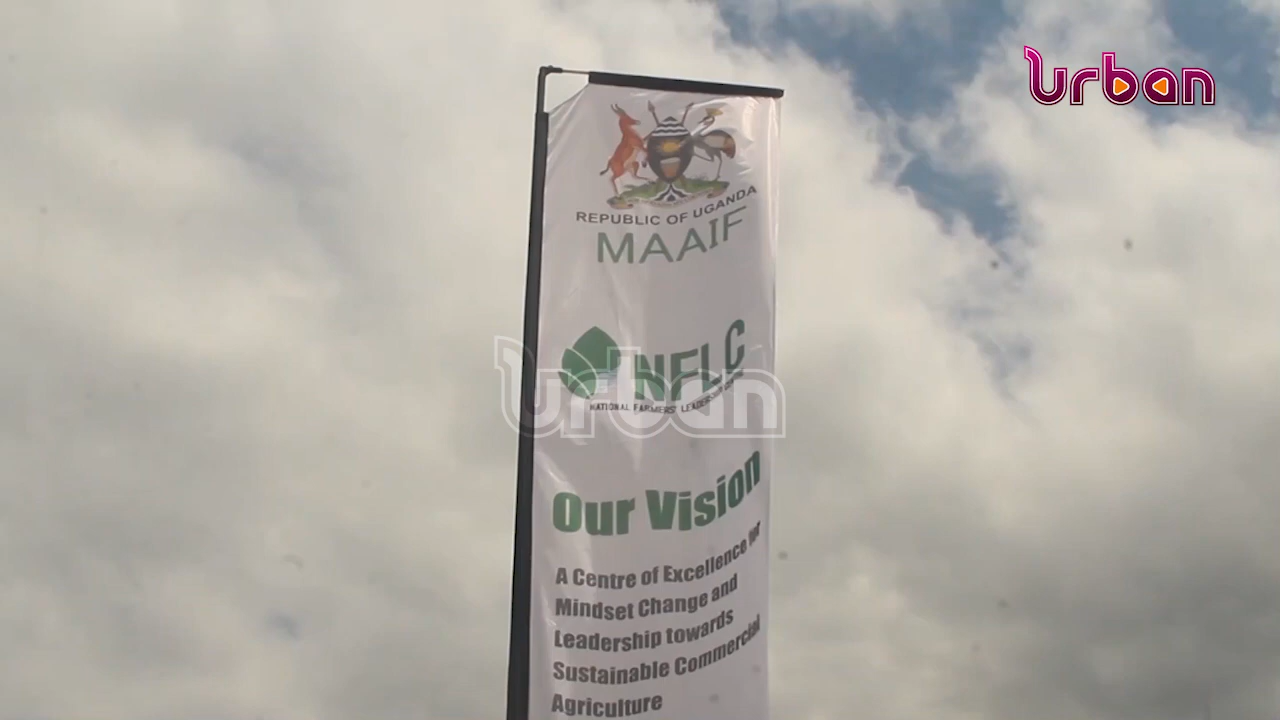 urban
REPUBLIC OF UGANDA
MAAIF
NFLC
NATIONAL FARMERS' LEADERSHIP
urban
Our Vision
A Centre of Excellence for
Mindset Change and
Leadership towards
Sustainable Commercial
Agriculture